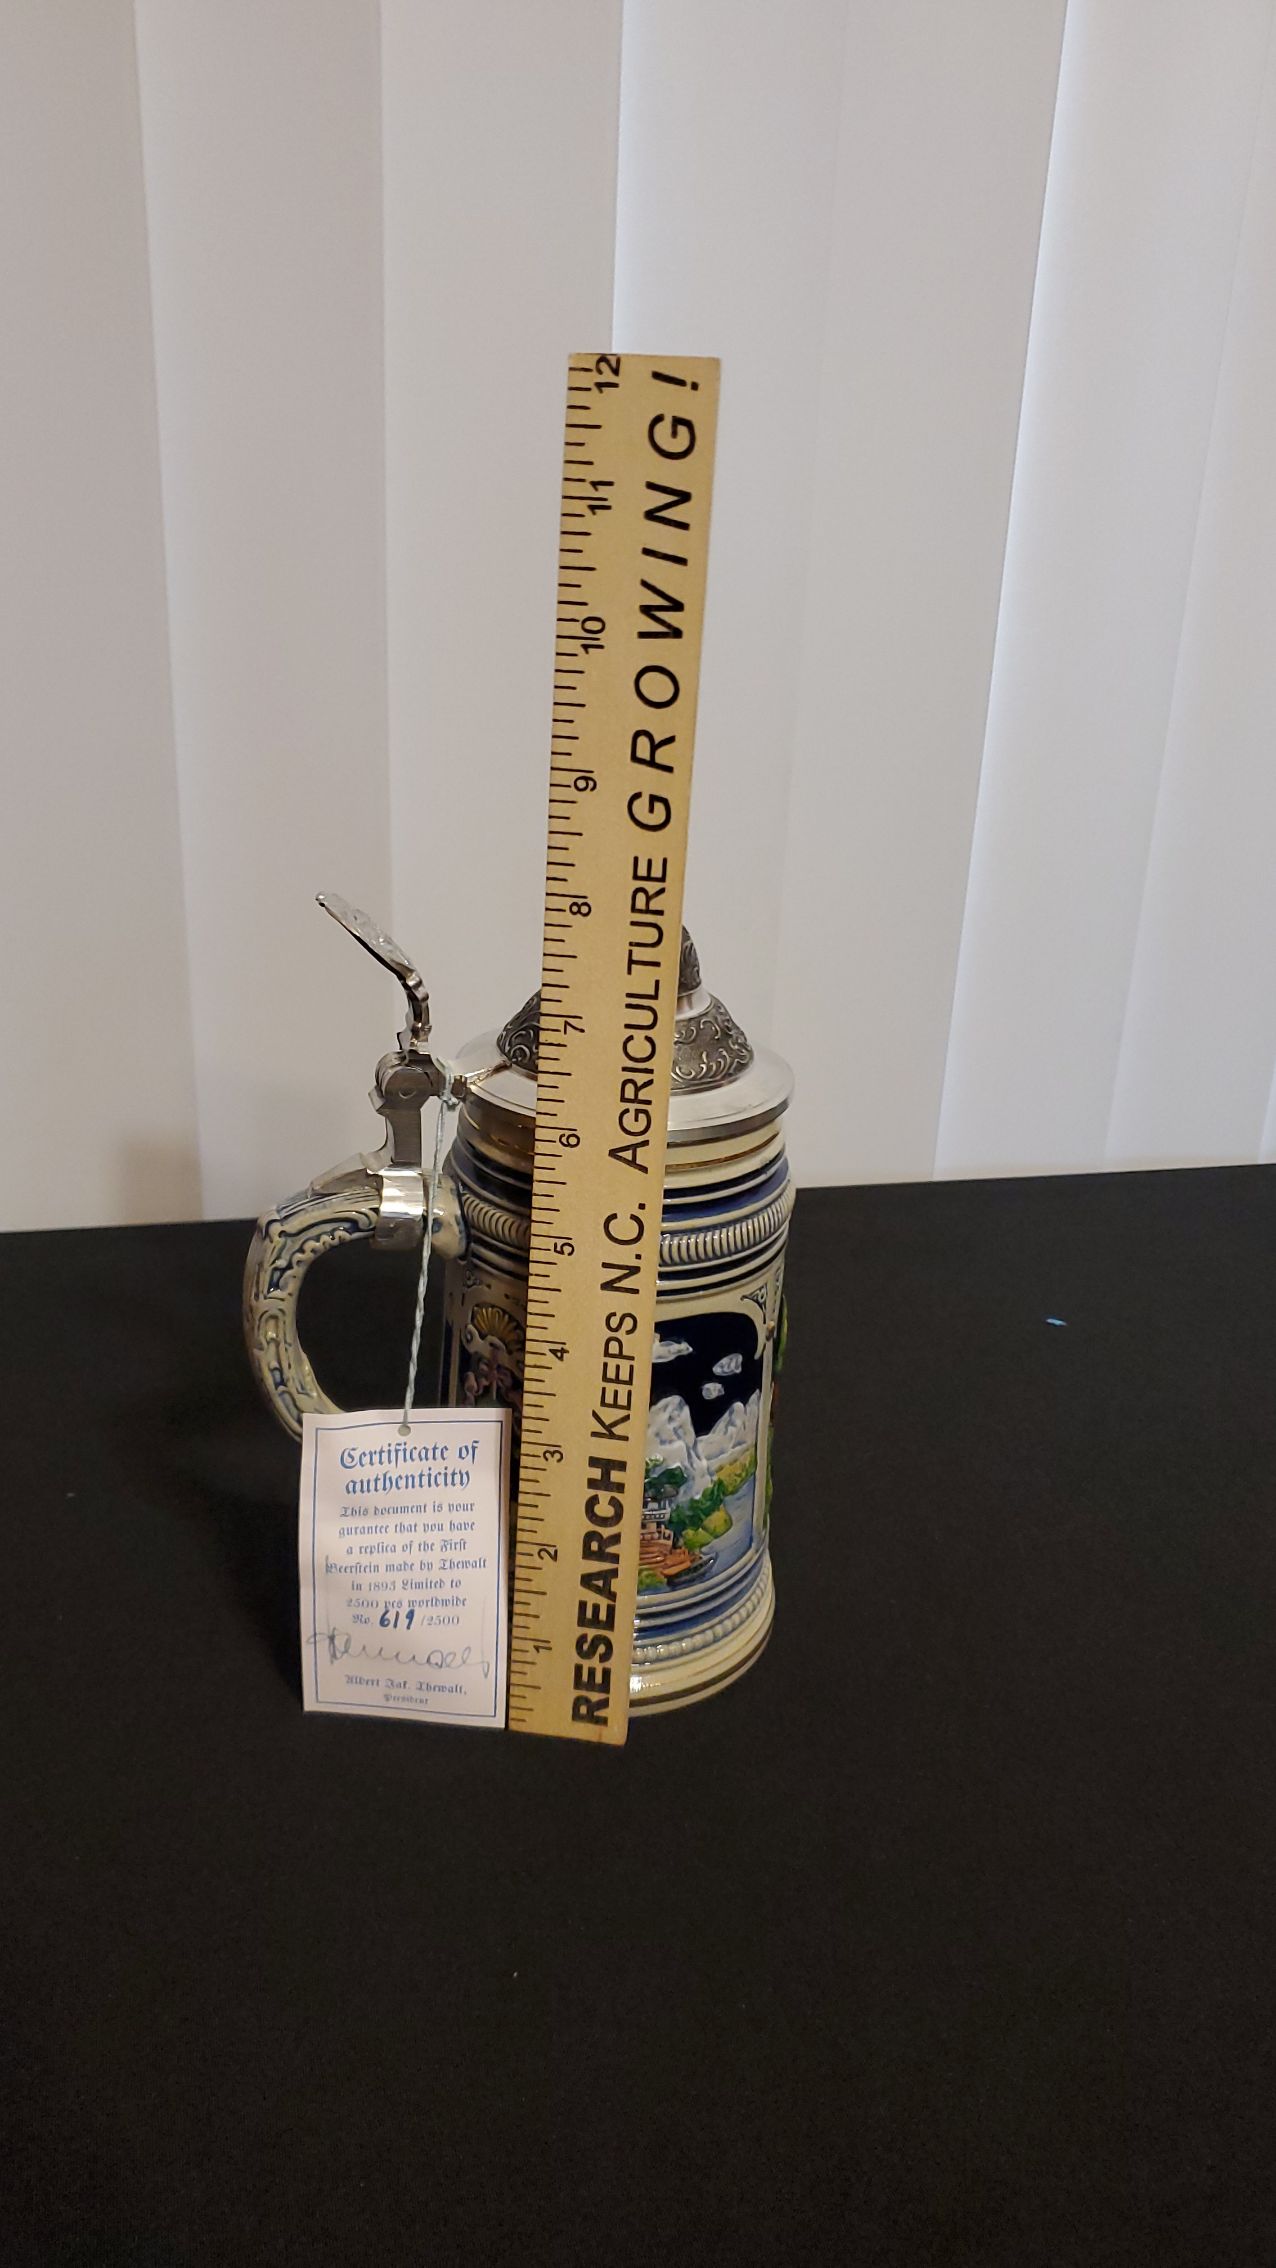 12
11
10
9
8
7
6
5
4
3
2
1
RESEARCH KEEPS N.C. AGRICULTURE GROWING!
Certificate of
authenticity
This document is your
gurantee that you have
a replica of the First
Beerstein made by Thewalt
in 1893 Limited to
2500 pcs worldwide
No. 619 /2500
Albert Jak. Thewalt,
President